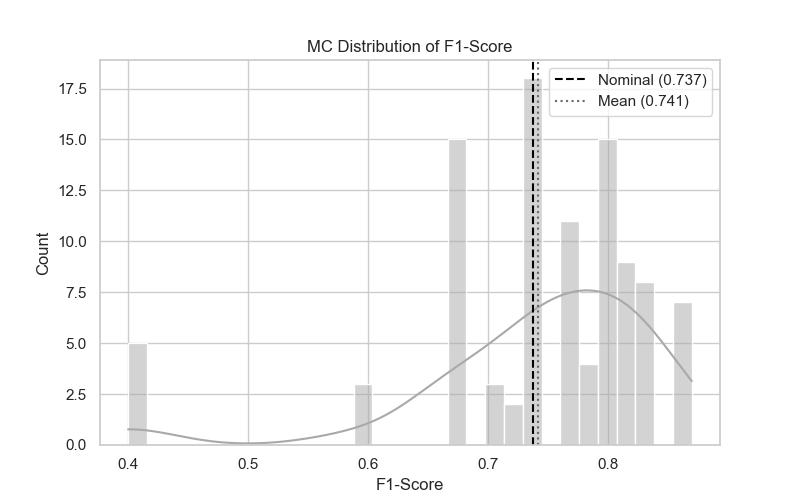 MC Distribution of F1-Score
Nominal (0.737)
Mean (0.741)
17.5
15.0
12.5
10.0
7.5
5.0
2.5
0.0
Count
0.4 0.5 0.6 0.7 0.8
F1-Score